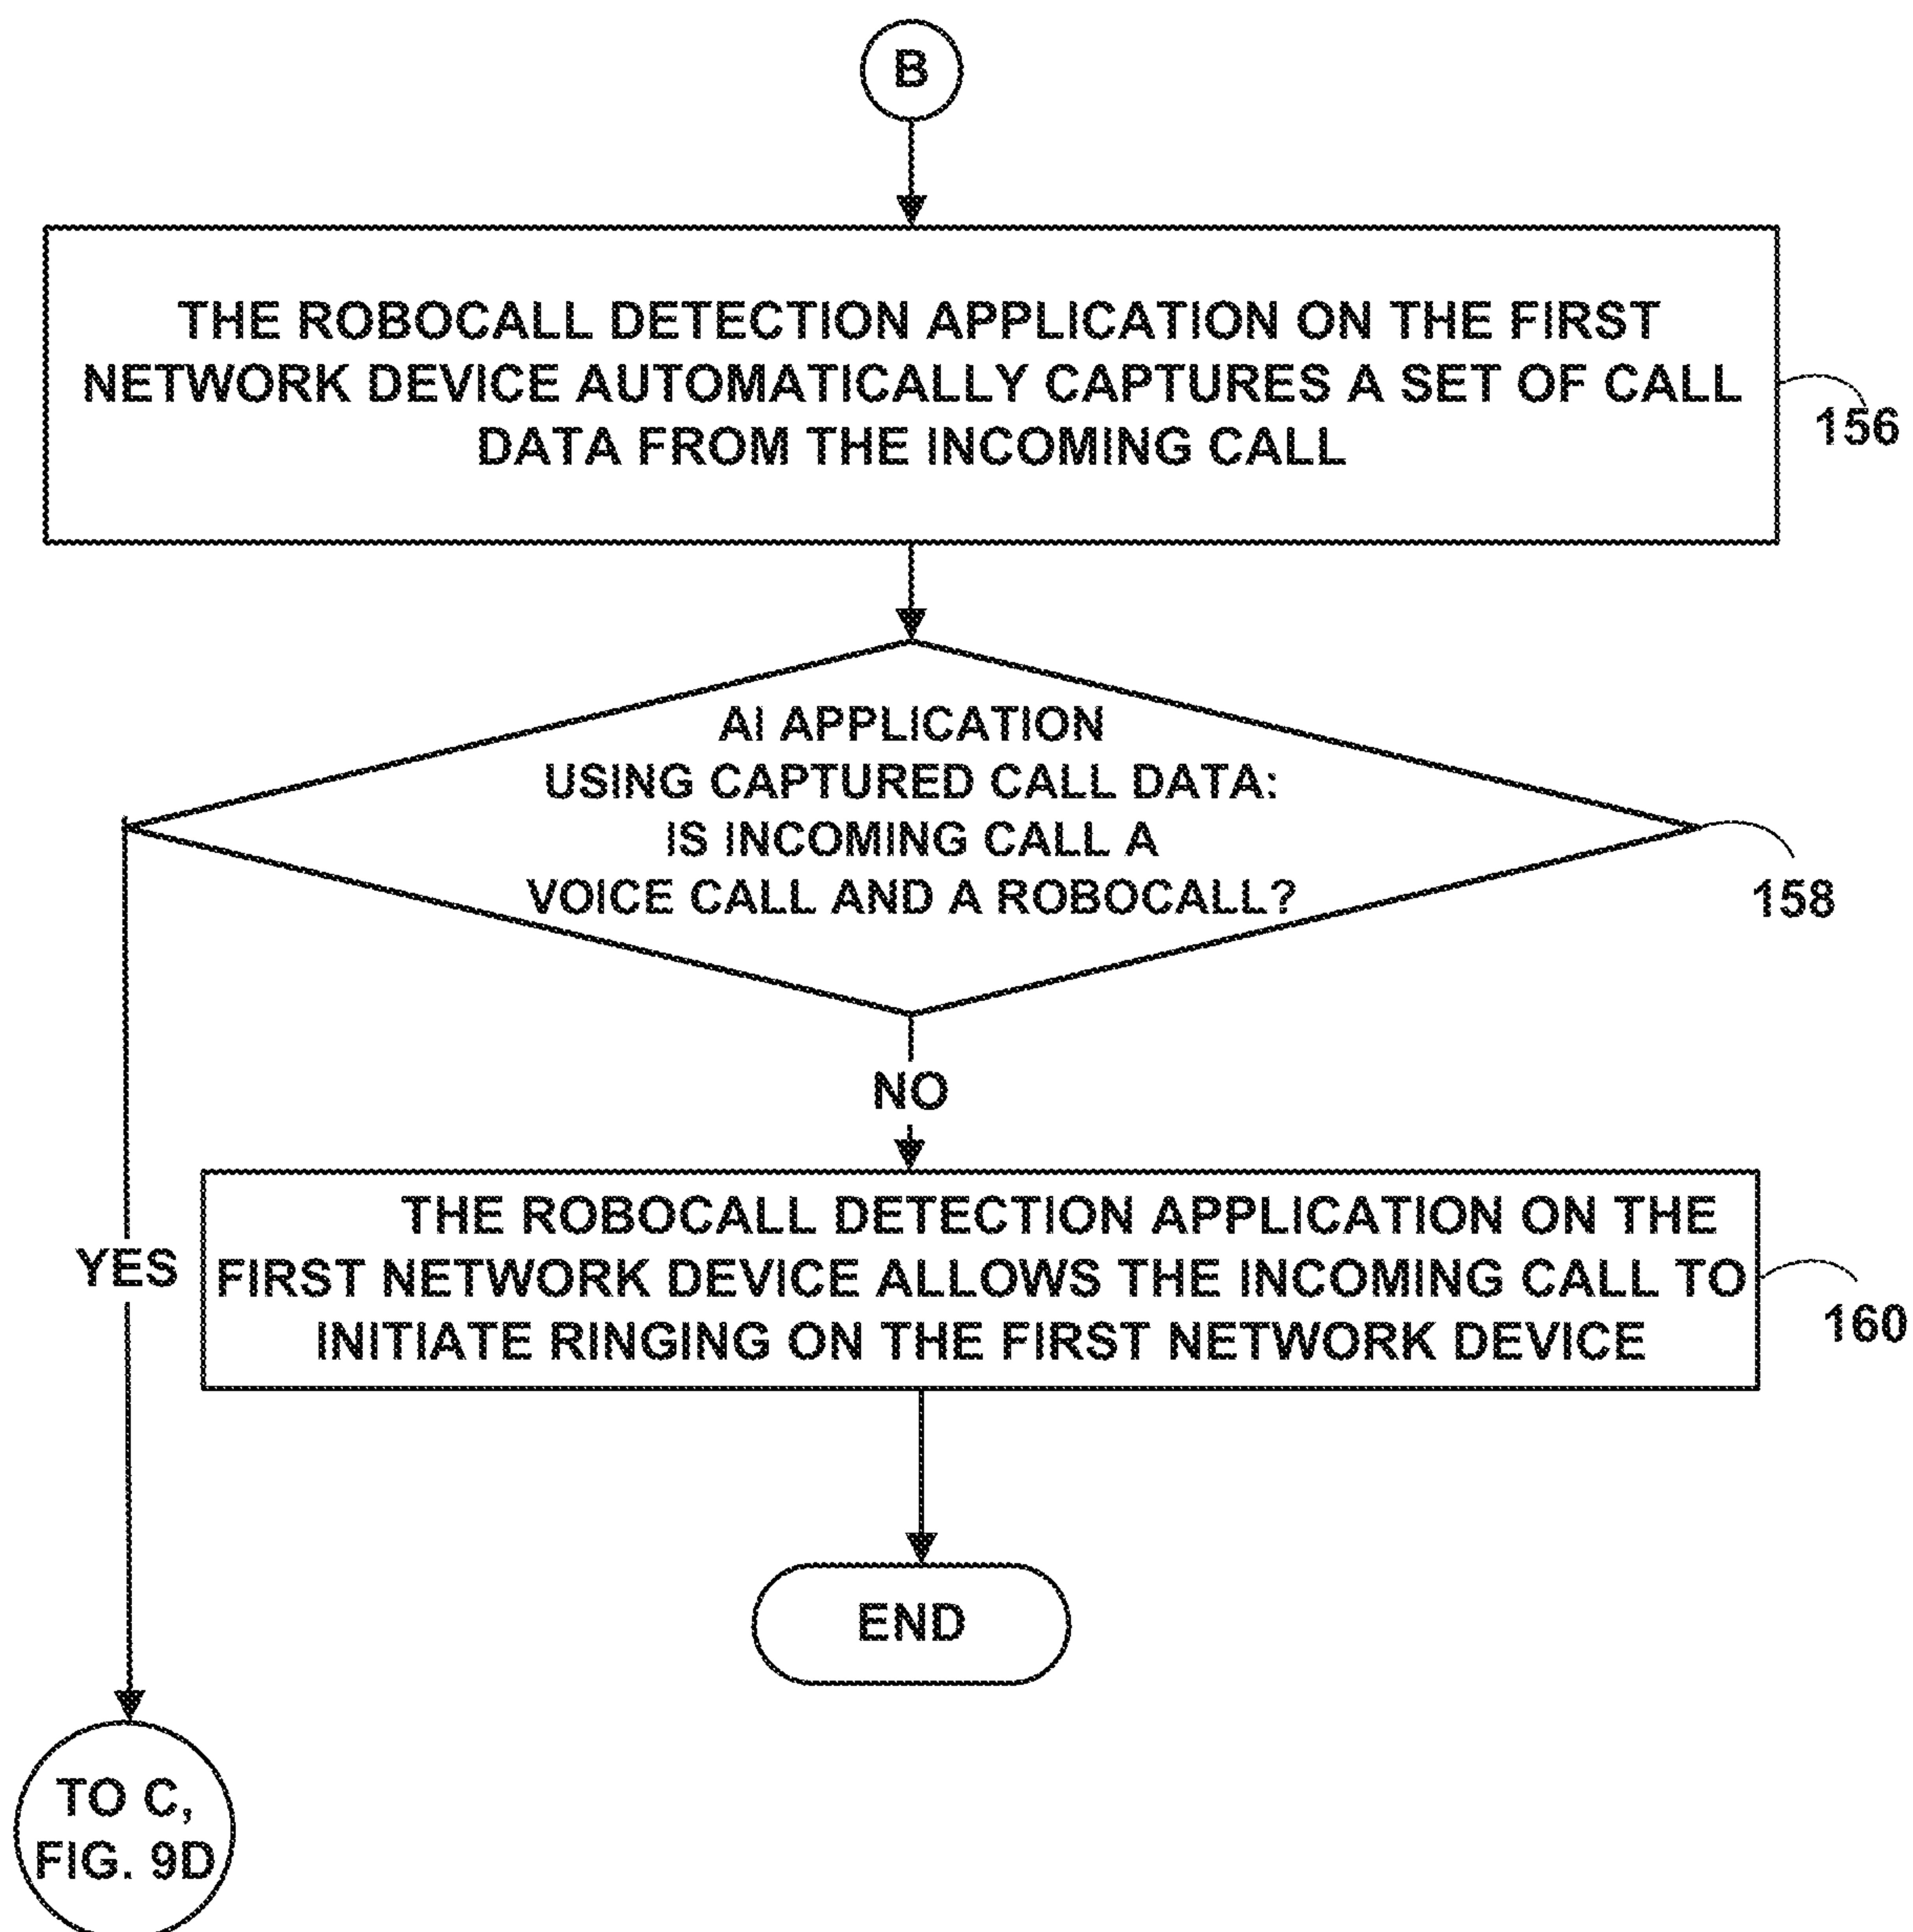 B
THE ROBOCALL DETECTION APPLICATION ON THE FIRST
NETWORK DEVICE AUTOMATICALLY CAPTURES A SET OF CALL
DATA FROM THE INCOMING CALL
156
AI APPLICATION
USING CAPTURED CALL DATA:
IS INCOMING CALL A
VOICE CALL AND A ROBOCALL?
158
NO
THE ROBOCALL DETECTION APPLICATION ON THE
FIRST NETWORK DEVICE ALLOWS THE INCOMING CALL TO
INITIATE RINGING ON THE FIRST NETWORK DEVICE
160
YES
END
TO C,
FIG. 9D